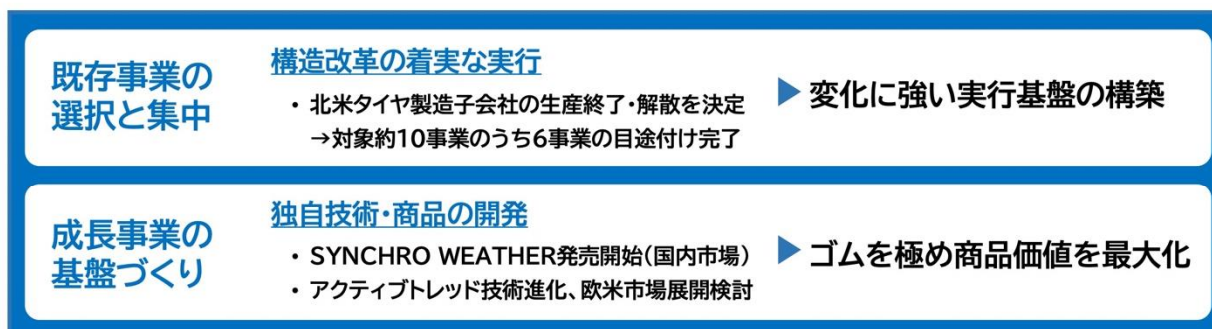 既存事業の
選択と集中
構造改革の着実な実行
・北米タイヤ製造子会社の生産終了・解散を決定
→対象約10事業のうち6事業の目途付け完了
▶変化に強い実行基盤の構築
成長事業の
基盤づくり
独自技術・商品の開発
・SYNCHRO WEATHER発売開始(国内市場)
・アクティブトレッド技術進化、欧米市場展開検討
▶ゴムを極め商品価値を最大化